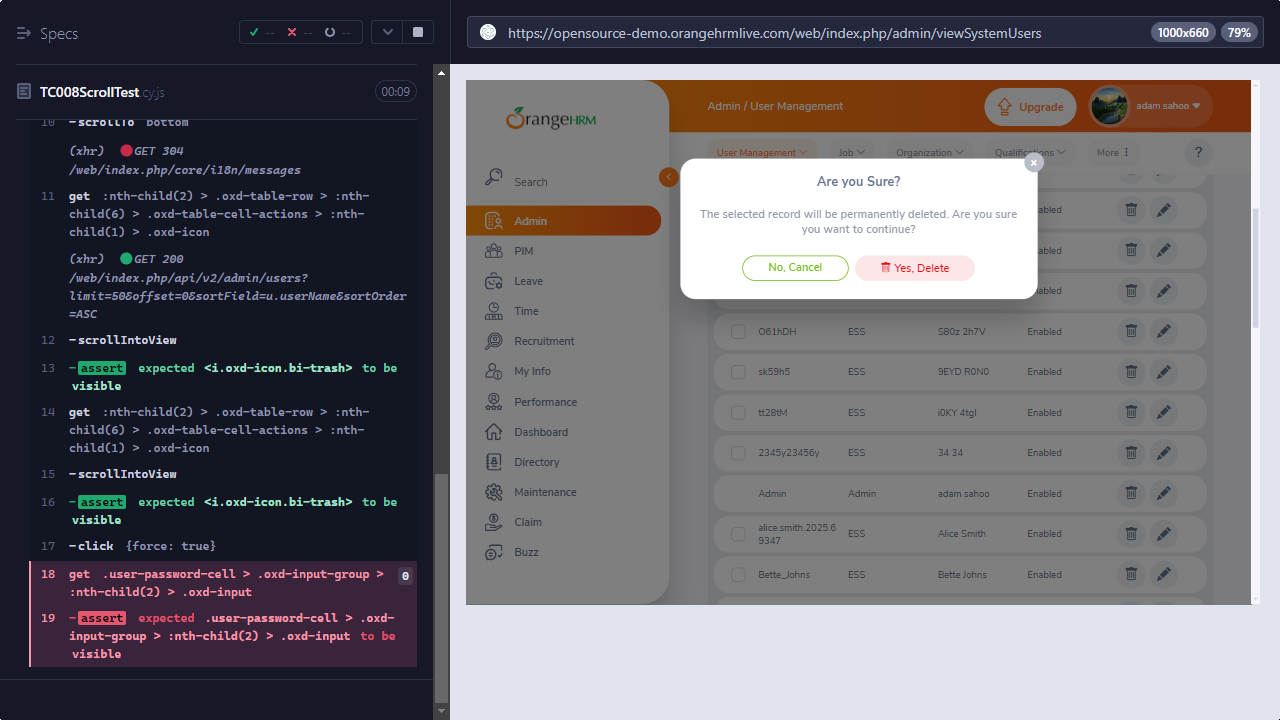 Specs
-- -- --
https://opensource-demo.orangehrmlive.com/web/index.php/admin/viewSystemUsers
1000x660
79%
TC008ScrollTest.cy.js
00:09
10 -scrollTo bottom
(xhr) GET 304
/web/index.php/core/i18n/messages
11 get :nth-child(2) > .oxd-table-row > :nth-
child(6) > .oxd-table-cell-actions > :nth-
child(1) > .oxd-icon
(xhr) GET 200
/web/index.php/api/v2/admin/users?
limit=50&offset=0&sortField=u.userName&sortOrder
=ASC
12 -scrollIntoView
13 -assert expected <i.oxd-icon.bi-trash> to be
visible
14 get :nth-child(2) > .oxd-table-row > :nth-
child(6) > .oxd-table-cell-actions > :nth-
child(1) > .oxd-icon
15 -scrollIntoView
16 -assert expected <i.oxd-icon.bi-trash> to be
visible
17 -click {force: true}
18 get .user-password-cell > .oxd-input-group >
:nth-child(2) > .oxd-input
0
19 -assert expected .user-password-cell > .oxd-
input-group > :nth-child(2) > .oxd-input to be
visible
OrangeHRM
Search
Admin
PIM
Leave
Time
Recruitment
My Info
Performance
Dashboard
Directory
Maintenance
Claim
Buzz
Admin / User Management
Upgrade
adam sahoo
User Management
Job
Organization
Qualifications
More
?
Are you Sure?
The selected record will be permanently deleted. Are you sure
you want to continue?
No, Cancel
Yes, Delete
O61hDH ESS S80z 2h7V Enabled
sk59h5 ESS 9EYD R0N0 Enabled
tt28tM ESS i0KY 4tgI Enabled
2345y23456y ESS 34 34 Enabled
Admin Admin adam sahoo Enabled
alice.smith.2025.6
9347 ESS Alice Smith Enabled
Bette_Johns ESS Bette Johns Enabled